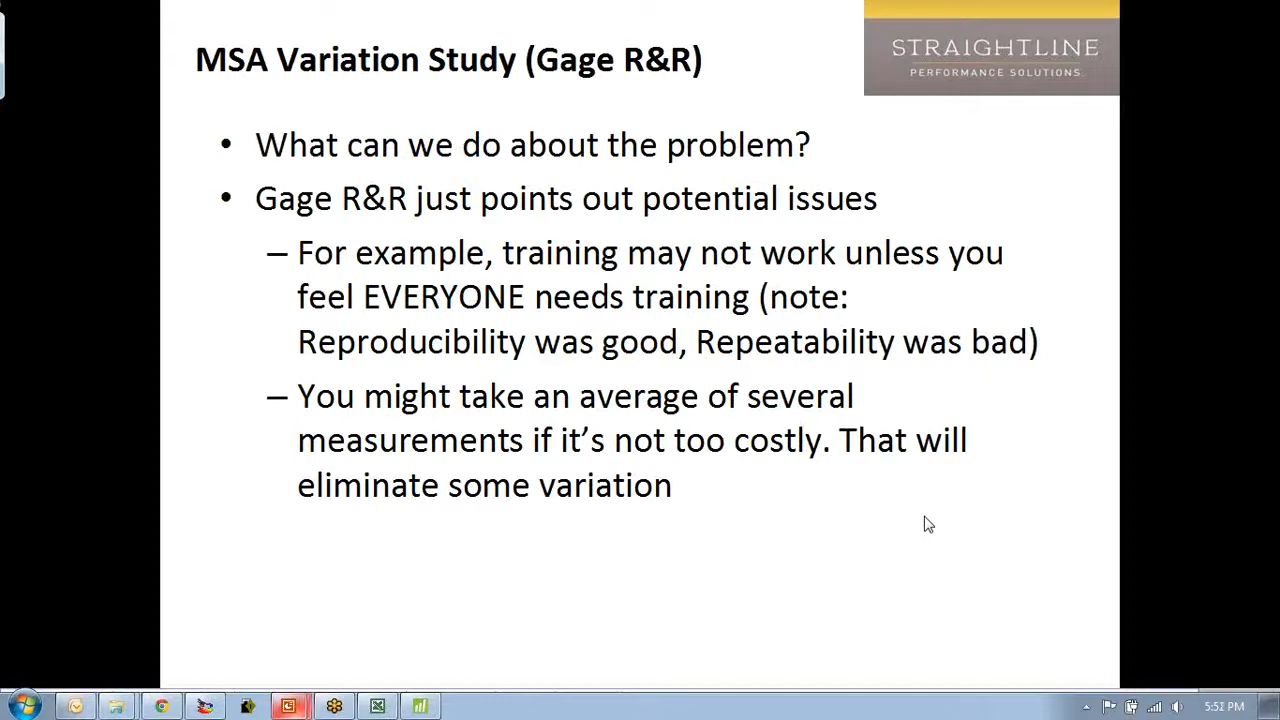 MSA Variation Study (Gage R&R)
STRAIGHTLINE
PERFORMANCE SOLUTIONS.
• What can we do about the problem?
• Gage R&R just points out potential issues
– For example, training may not work unless you
feel EVERYONE needs training (note:
Reproducibility was good, Repeatability was bad)
– You might take an average of several
measurements if it’s not too costly. That will
eliminate some variation
5:52 PM